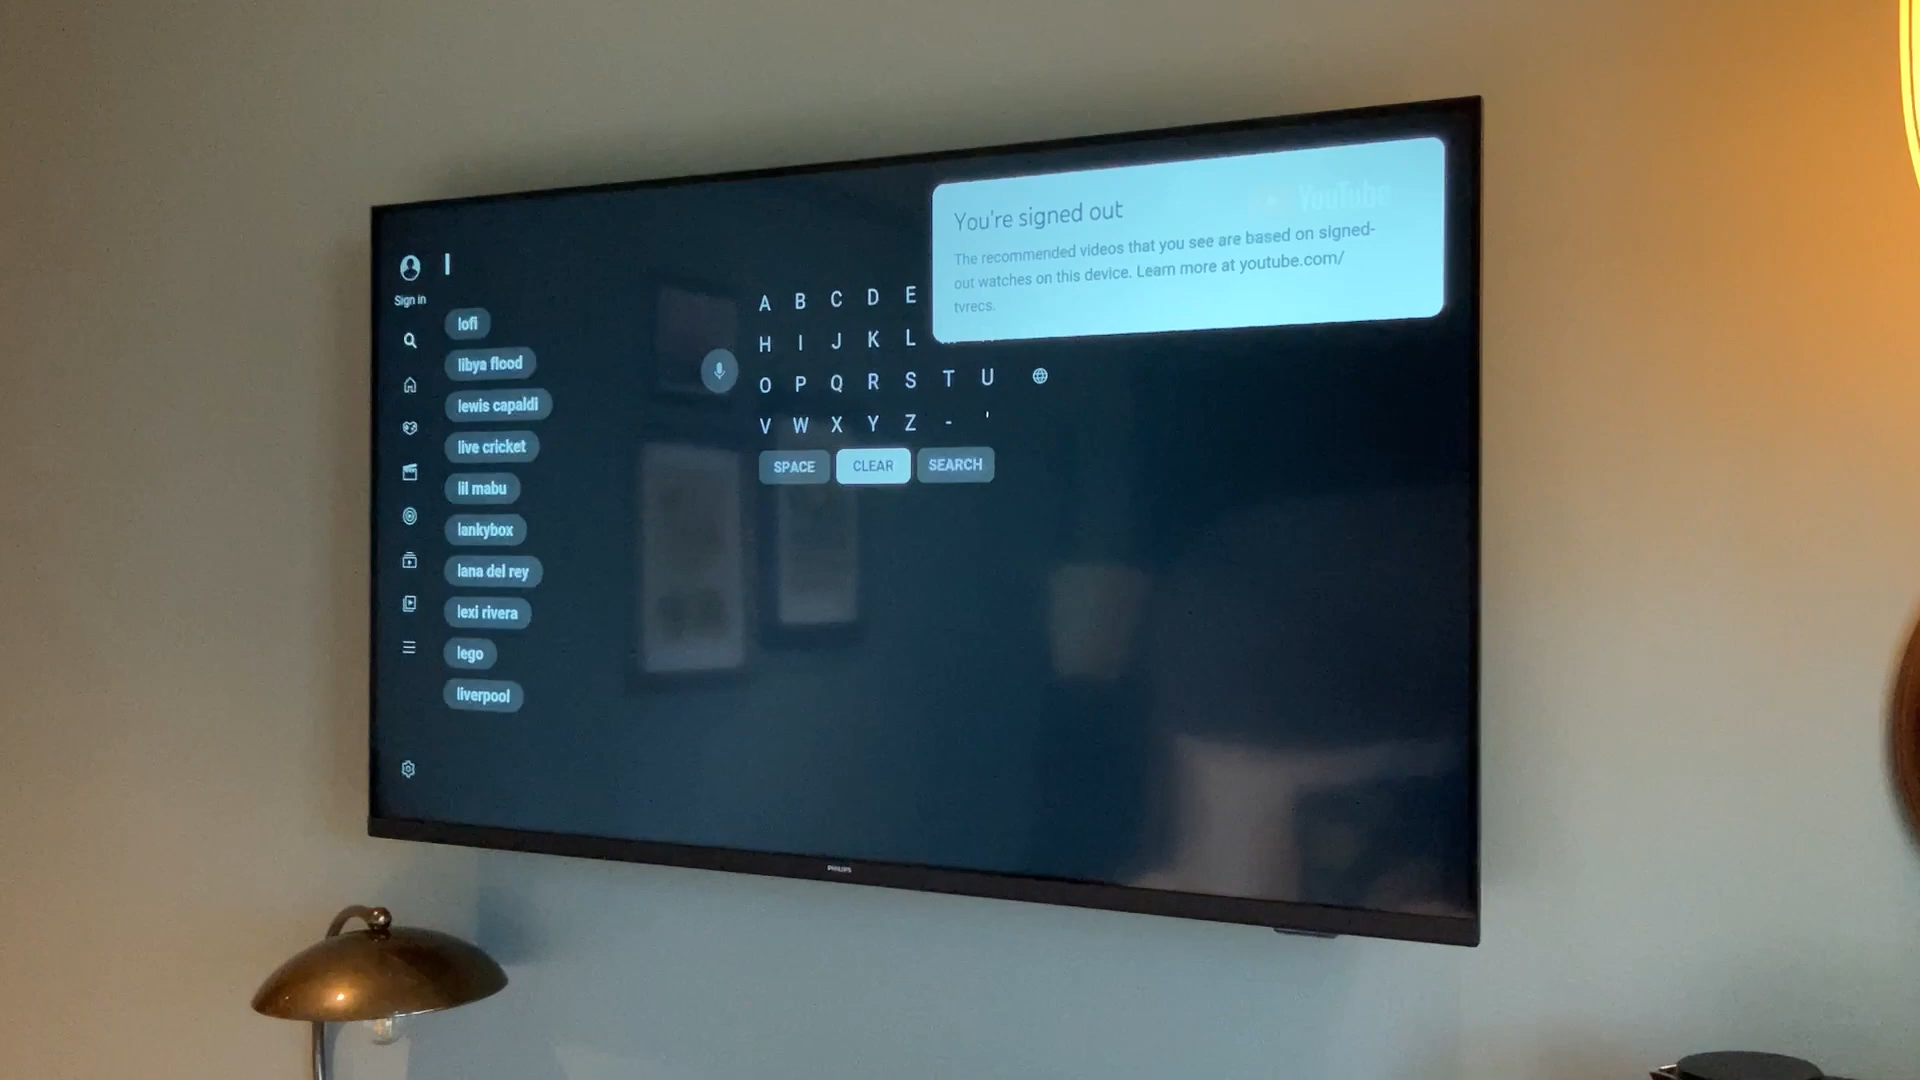 You're signed out
YouTube
The recommended videos that you see are based on signed-
out watches on this device. Learn more at youtube.com/
tvrecs.
l
Sign in
lofi
libya flood
lewis capaldi
live cricket
lil mabu
lankybox
lana del rey
lexi rivera
lego
liverpool
A B C D E
H I J K L
O P Q R S T U
V W X Y Z - '
SPACE CLEAR SEARCH
PHILIPS